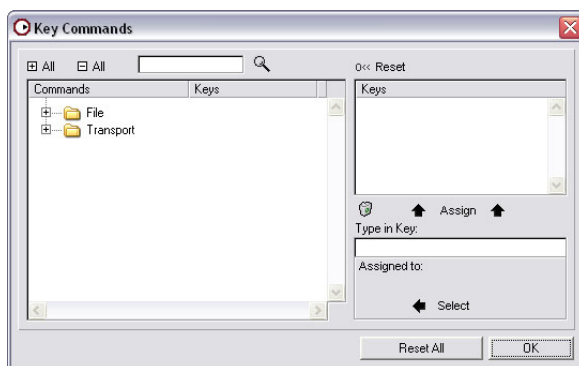 Key Commands
All All
Commands Keys
File
Transport
0<< Reset
Keys
Assign
Type in Key:
Assigned to:
Select
Reset All OK